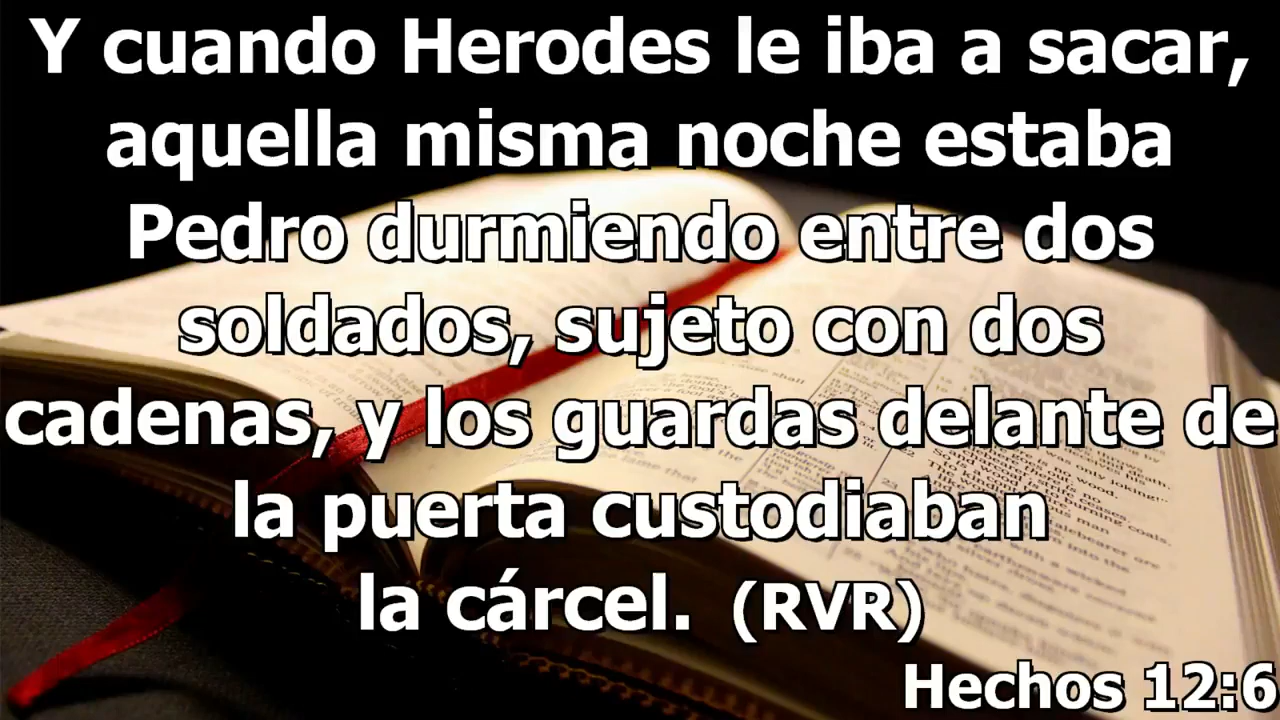 Y cuando Herodes le iba a sacar,
aquella misma noche estaba
Pedro durmiendo entre dos
soldados, sujeto con dos
cadenas, y los guardas delante de
la puerta custodiaban
la cárcel. (RVR)
Hechos 12:6